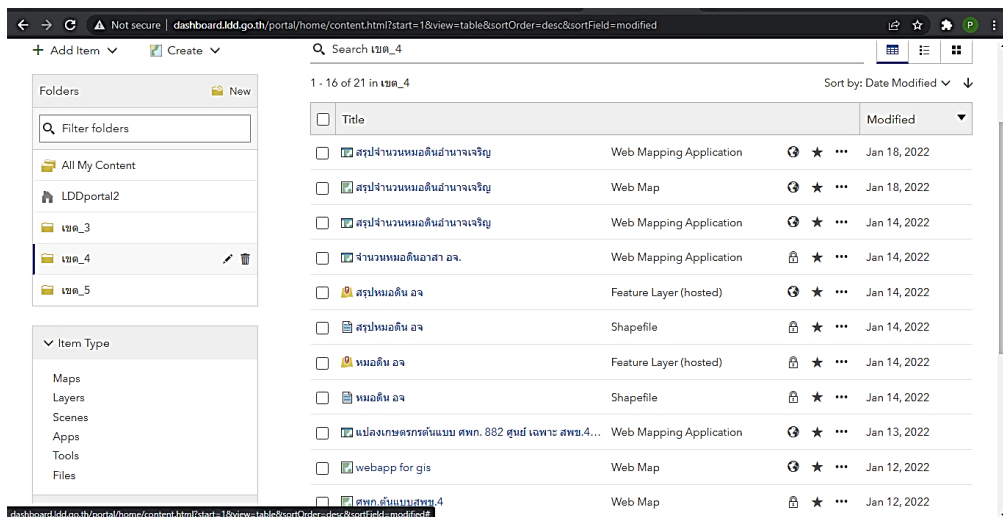 Not secure | dashboard.ldd.go.th/portal/home/content.html?start=1&view=table&sortOrder=desc&sortField=modified P
+ Add Item Create Search เขต_4
1 - 16 of 21 in เขต_4 Sort by: Date Modified
Folders New
Filter folders
All My Content
LDDportal2
เขต_3
เขต_4
เขต_5
Item Type
Maps
Layers
Scenes
Apps
Tools
Files
Title Modified
สรุปจำนวนหมอดินอำนาจเจริญ Web Mapping Application Jan 18, 2022
สรุปจำนวนหมอดินอำนาจเจริญ Web Map Jan 18, 2022
สรุปจำนวนหมอดินอำนาจเจริญ Web Mapping Application Jan 14, 2022
จำนวนหมอดินอาสา อจ. Web Mapping Application Jan 14, 2022
สรุปหมอดิน อจ Feature Layer (hosted) Jan 14, 2022
สรุปหมอดิน อจ Shapefile Jan 14, 2022
หมอดิน อจ Feature Layer (hosted) Jan 14, 2022
หมอดิน อจ Shapefile Jan 14, 2022
แปลงเกษตรกรต้นแบบ ศพก. 882 ศูนย์ เฉพาะ สพข.4... Web Mapping Application Jan 13, 2022
webapp for gis Web Map Jan 12, 2022
ศพก.ต้นแบบสพข.4 Web Map Jan 12, 2022
dashboard.ldd.go.th/portal/home/content.html?start=1&view=table&sortOrder=desc&sortField=modified#